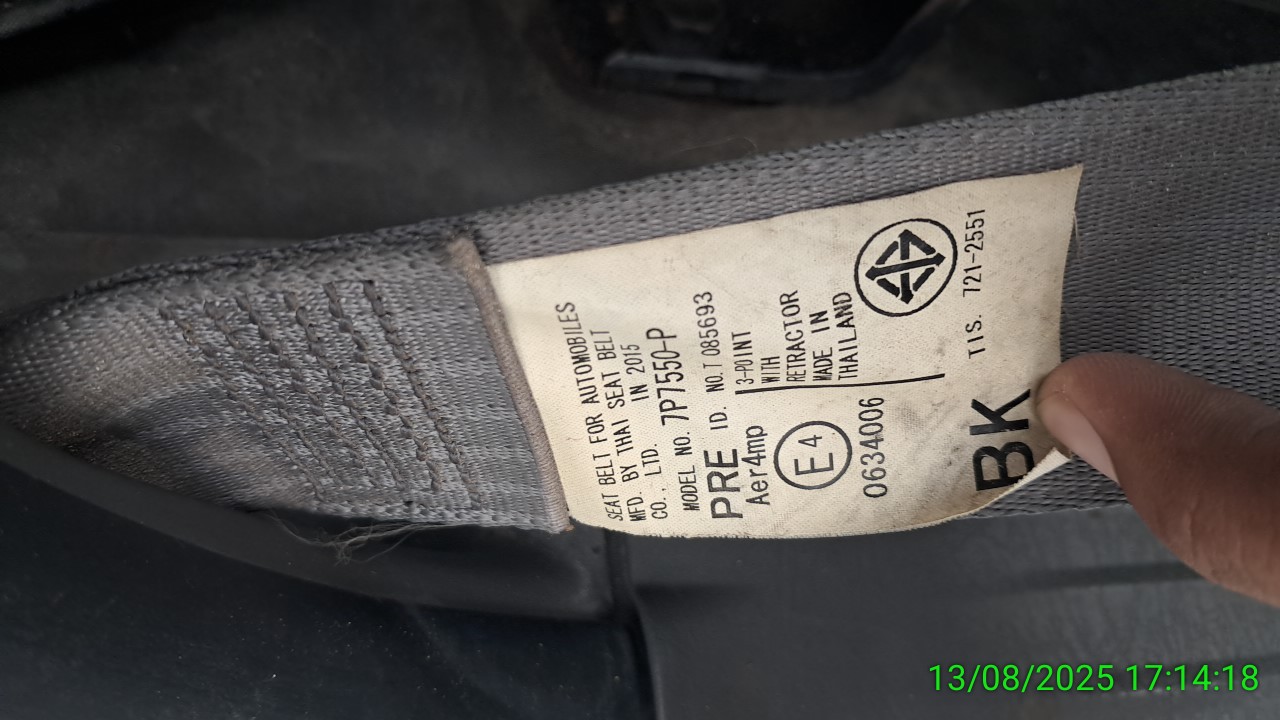 SEAT BELT FOR AUTOMOBILES
MFD. BY THAI SEAT BELT
CO., LTD. IN 2015
MODEL NO. 7P7550-P
PRE ID. NO.T 085693
Aer4mp
3-POINT
WITH
RETRACTOR
MADE IN
THAILAND
E4
0634006
TIS. 721-2551
BK
13/08/2025 17:14:18